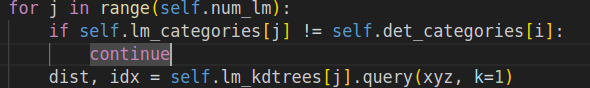 for j in range(self.num_lm):
    if self.lm_categories[j] != self.det_categories[i]:
        continue
    dist, idx = self.lm_kdtrees[j].query(xyz, k=1)